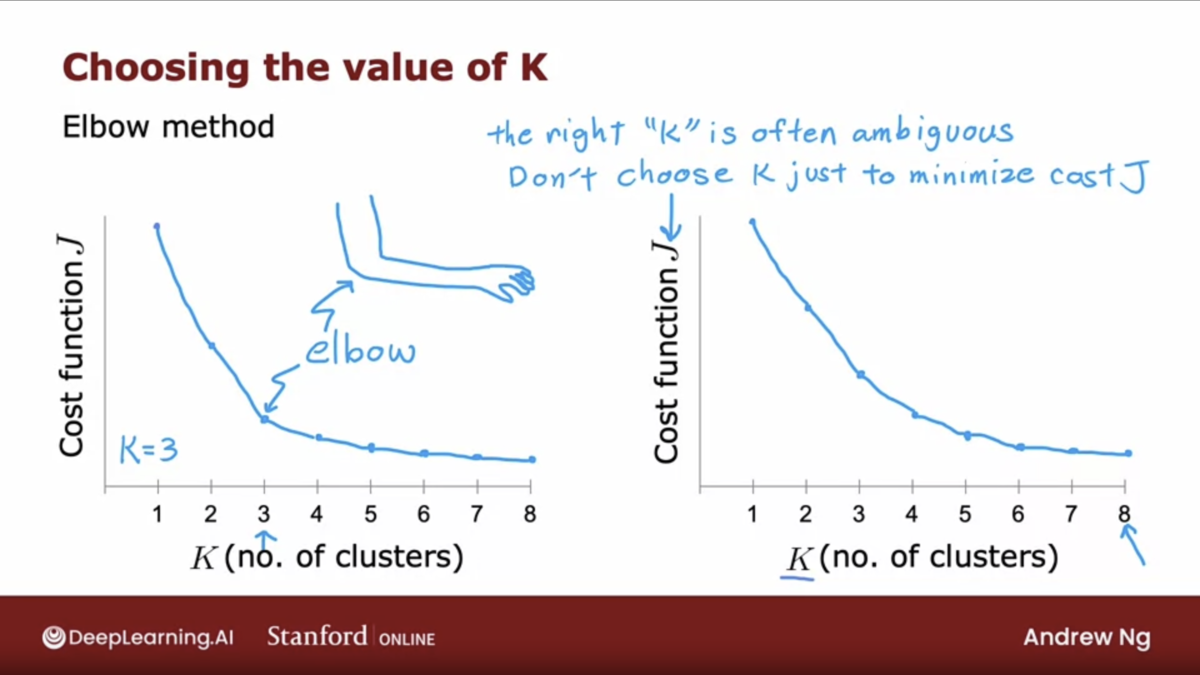 Choosing the value of K
Elbow method
the right "K" is often ambiguous
Don't choose K just to minimize cost J
Cost function J
elbow
K=3
1 2 3 4 5 6 7 8
K (no. of clusters)
Cost function J
1 2 3 4 5 6 7 8
K (no. of clusters)
DeepLearning.AI Stanford ONLINE Andrew Ng